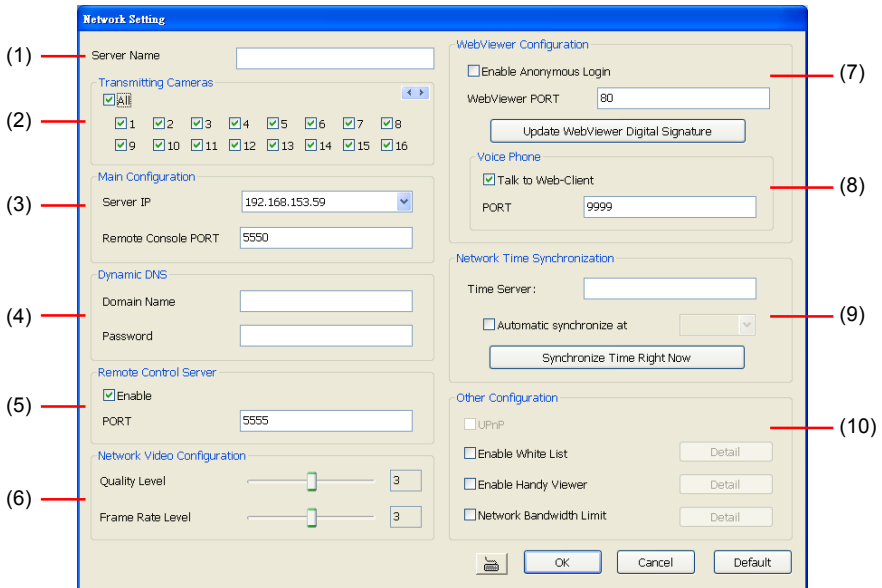 Network Setting
(1)
Server Name
Transmitting Cameras
All
(2)
1 2 3 4 5 6 7 8
9 10 11 12 13 14 15 16
Main Configuration
(3)
Server IP 192.168.153.59
Remote Console PORT 5550
Dynamic DNS
Domain Name
(4)
Password
Remote Control Server
Enable
(5)
PORT 5555
Network Video Configuration
Quality Level 3
(6)
Frame Rate Level 3
WebViewer Configuration
Enable Anonymous Login
(7)
WebViewer PORT 80
Update WebViewer Digital Signature
Voice Phone
Talk to Web-Client
(8)
PORT 9999
Network Time Synchronization
Time Server:
(9)
Automatic synchronize at
Synchronize Time Right Now
Other Configuration
UPnP
(10)
Enable White List Detail
Enable Handy Viewer Detail
Network Bandwidth Limit Detail
OK Cancel Default